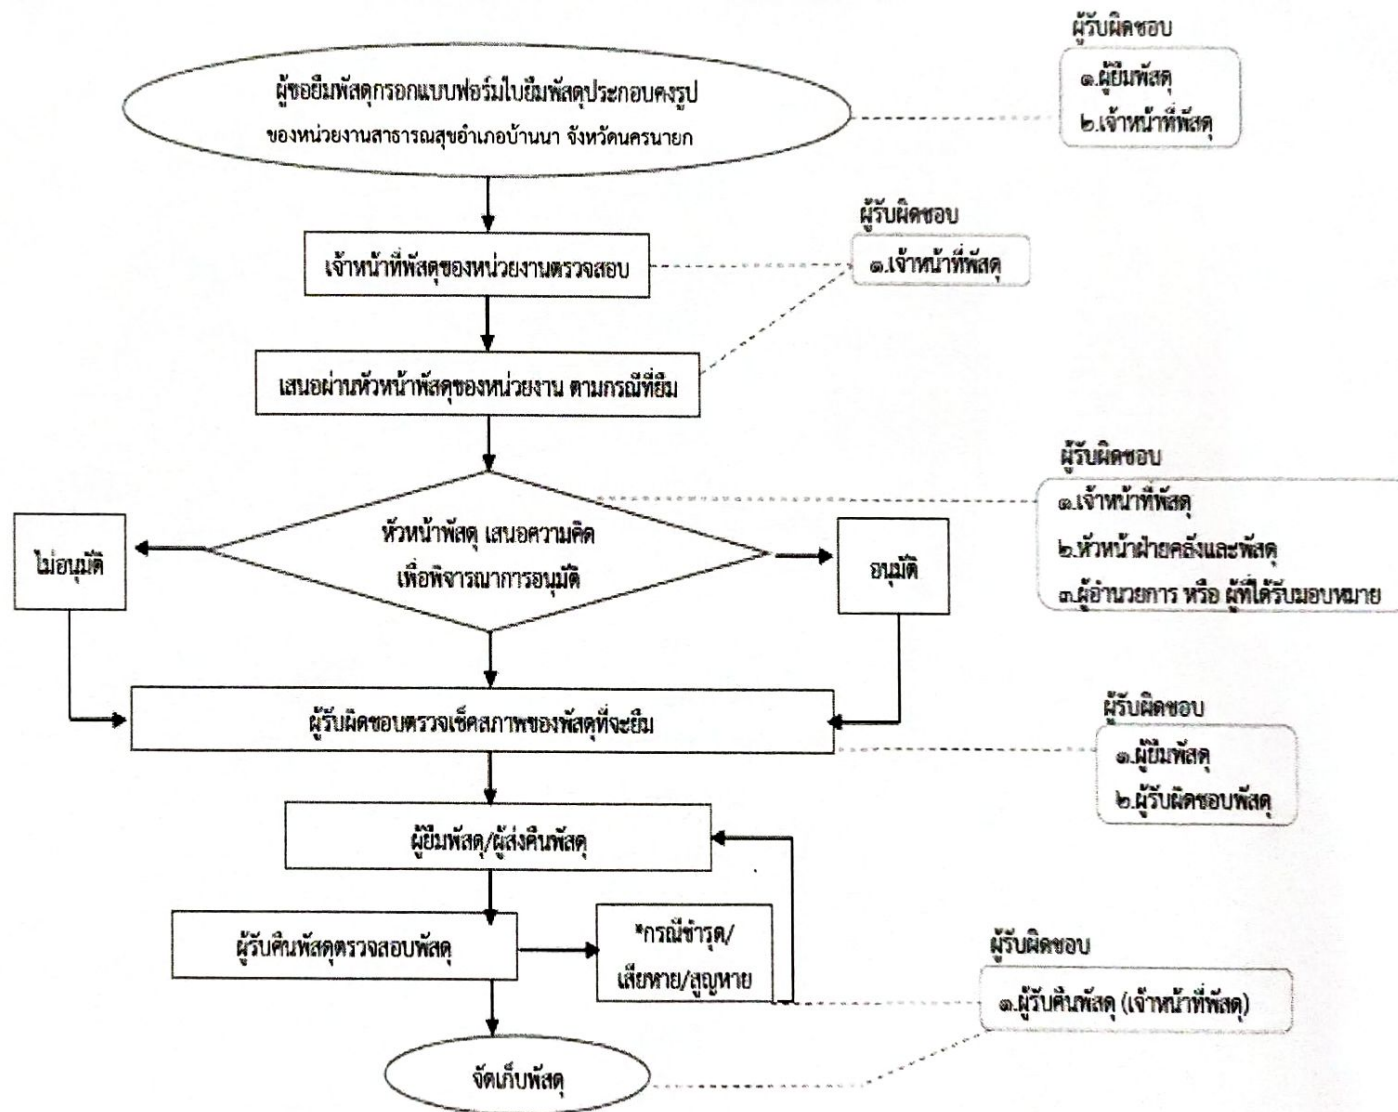 ผู้รับผิดชอบ
ผู้ขอยืมพัสดุกรอกแบบฟอร์มใบยืมพัสดุประกอบคงรูป
ของหน่วยงานสาธารณสุขอำเภอบ้านนา จังหวัดนครนายก
๑.ผู้ยืมพัสดุ
๒.เจ้าหน้าที่พัสดุ
ผู้รับผิดชอบ
เจ้าหน้าที่พัสดุของหน่วยงานตรวจสอบ
๑.เจ้าหน้าที่พัสดุ
เสนอผ่านหัวหน้าพัสดุของหน่วยงาน ตามกรณีที่ยืม
ผู้รับผิดชอบ
๑.เจ้าหน้าที่พัสดุ
๒.หัวหน้าฝ่ายคลังและพัสดุ
๓.ผู้อำนวยการ หรือ ผู้ที่ได้รับมอบหมาย
หัวหน้าพัสดุ เสนอความคิด
เพื่อพิจารณาการอนุมัติ
ไม่อนุมัติ
อนุมัติ
ผู้รับผิดชอบตรวจเช็คสภาพของพัสดุที่จะยืม
ผู้รับผิดชอบ
๑.ผู้ยืมพัสดุ
๒.ผู้รับผิดชอบพัสดุ
ผู้ยืมพัสดุ/ผู้ส่งคืนพัสดุ
ผู้รับคืนพัสดุตรวจสอบพัสดุ
*กรณีชำรุด/
เสียหาย/สูญหาย
ผู้รับผิดชอบ
๑.ผู้รับคืนพัสดุ (เจ้าหน้าที่พัสดุ)
จัดเก็บพัสดุ